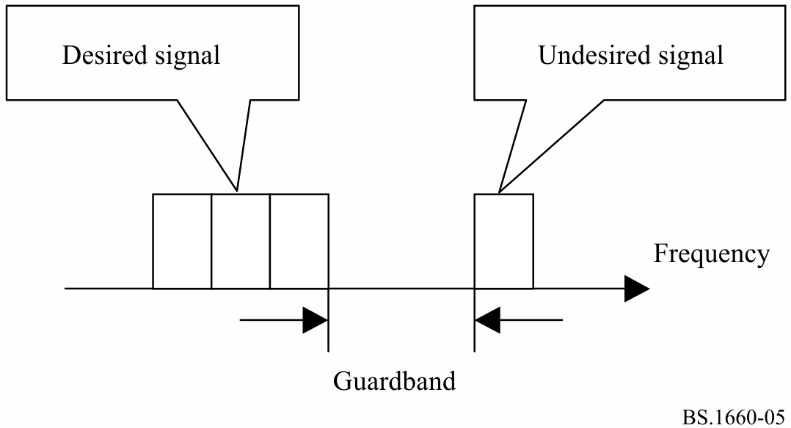 Desired signal
Undesired signal
Frequency
Guardband
BS.1660-05